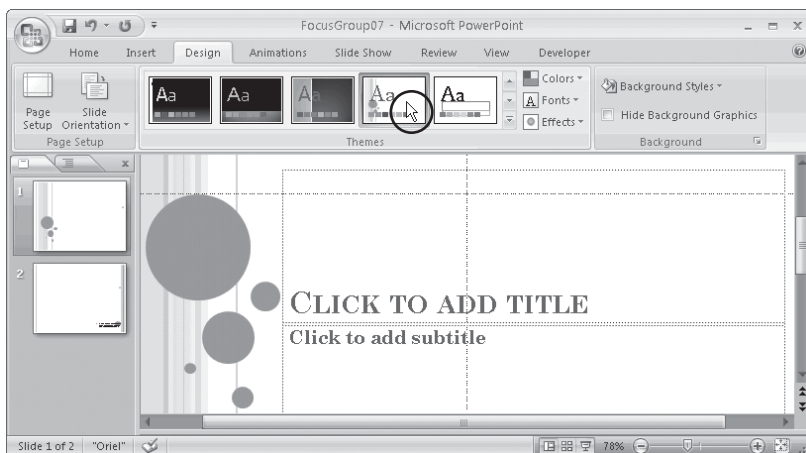 FocusGroup07 - Microsoft PowerPoint
Home Insert Design Animations Slide Show Review View Developer
Aa Aa Aa Aa Aa
Page Setup
Slide Orientation
Colors
Fonts
Effects
Background Styles
Hide Background Graphics
Page Setup Themes Background
1
2
CLICK TO ADD TITLE
Click to add subtitle
Slide 1 of 2 "Oriel" 78%